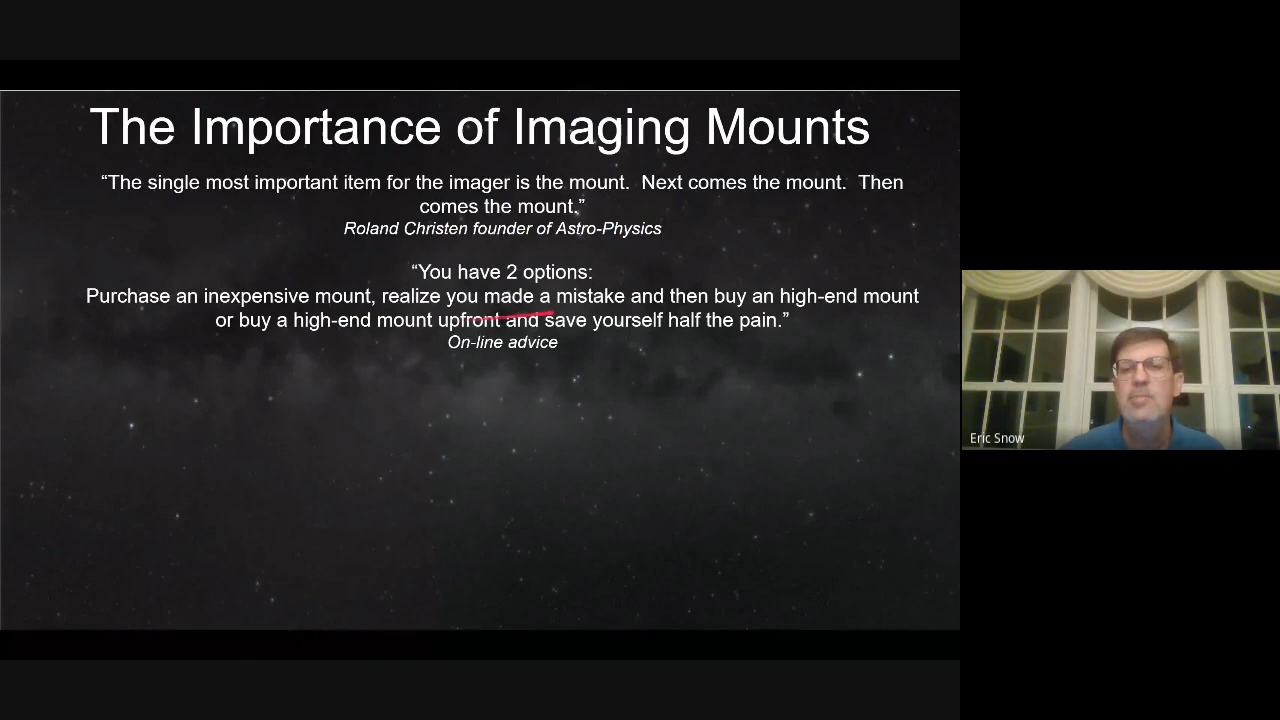 The Importance of Imaging Mounts
“The single most important item for the imager is the mount.  Next comes the mount.  Then
comes the mount.”
Roland Christen founder of Astro-Physics
“You have 2 options:
Purchase an inexpensive mount, realize you made a mistake and then buy an high-end mount
or buy a high-end mount upfront and save yourself half the pain.”
On-line advice
Eric Snow